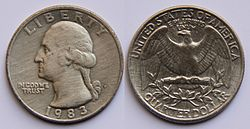 LIBERTY
IN GOD WE
TRUST
1983
UNITED STATES OF AMERICA
QUARTER DOLLAR